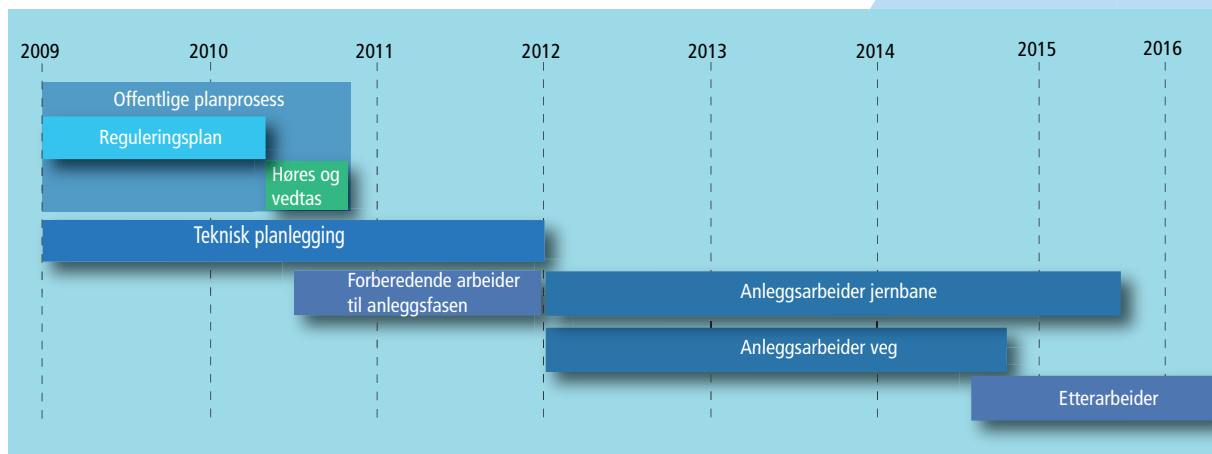 2009 2010 2011 2012 2013 2014 2015 2016
Offentlige planprosess
Reguleringsplan
Høres og
vedtas
Teknisk planlegging
Forberedende arbeider
til anleggsfasen
Anleggsarbeider jernbane
Anleggsarbeider veg
Etterarbeider